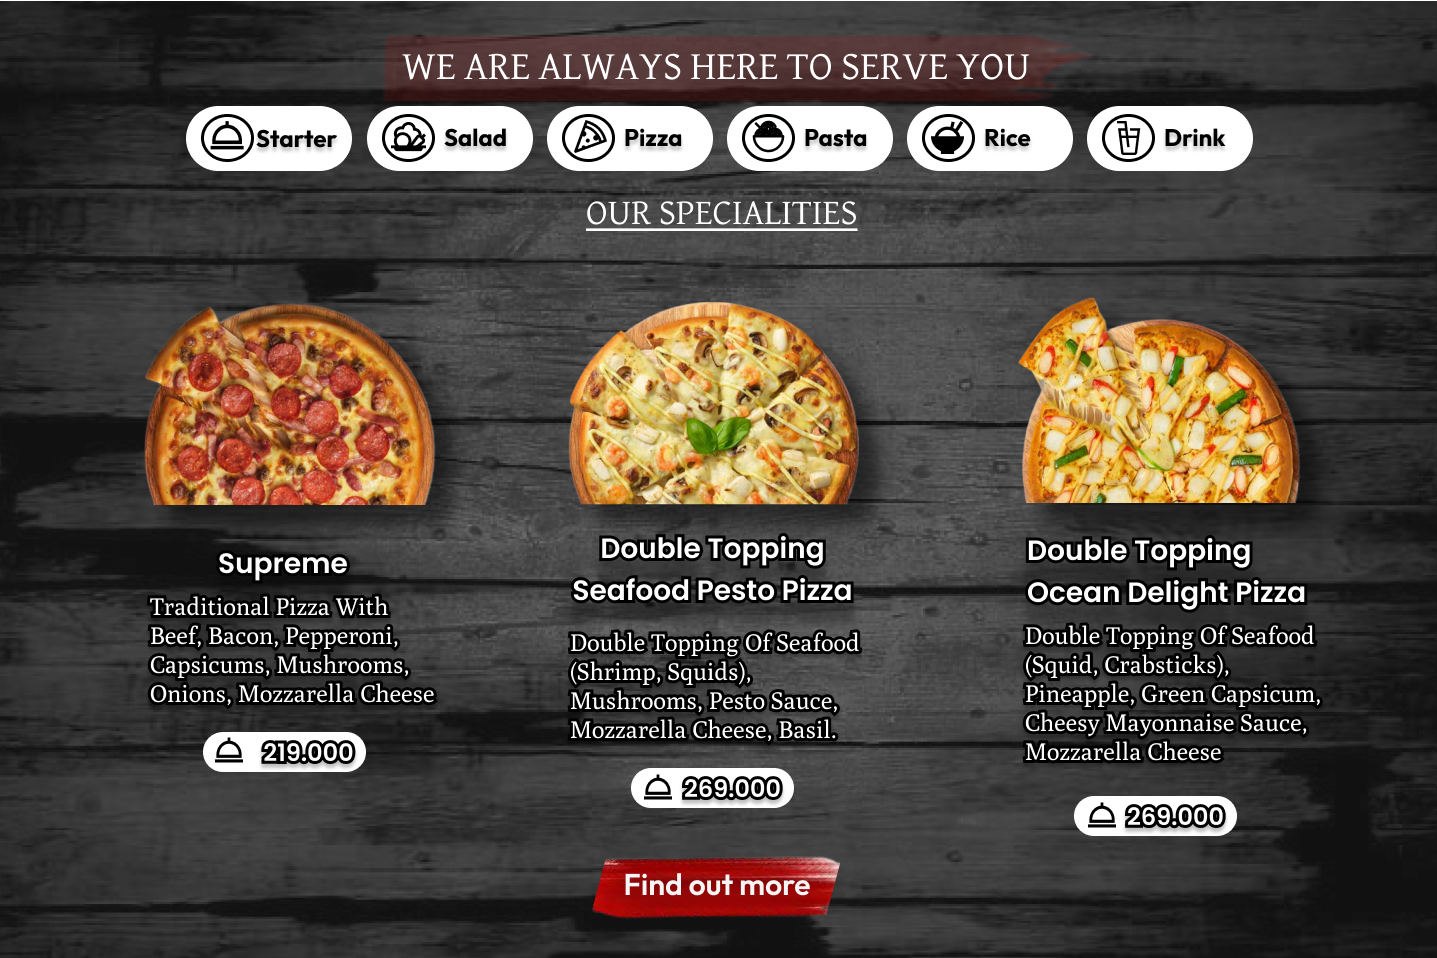 WE ARE ALWAYS HERE TO SERVE YOU
Starter
Salad
Pizza
Pasta
Rice
Drink
OUR SPECIALITIES
Supreme
Traditional Pizza With
Beef, Bacon, Pepperoni,
Capsicums, Mushrooms,
Onions, Mozzarella Cheese
219.000
Double Topping
Seafood Pesto Pizza
Double Topping Of Seafood
(Shrimp, Squids),
Mushrooms, Pesto Sauce,
Mozzarella Cheese, Basil.
269.000
Double Topping
Ocean Delight Pizza
Double Topping Of Seafood
(Squid, Crabsticks),
Pineapple, Green Capsicum,
Cheesy Mayonnaise Sauce,
Mozzarella Cheese
269.000
Find out more